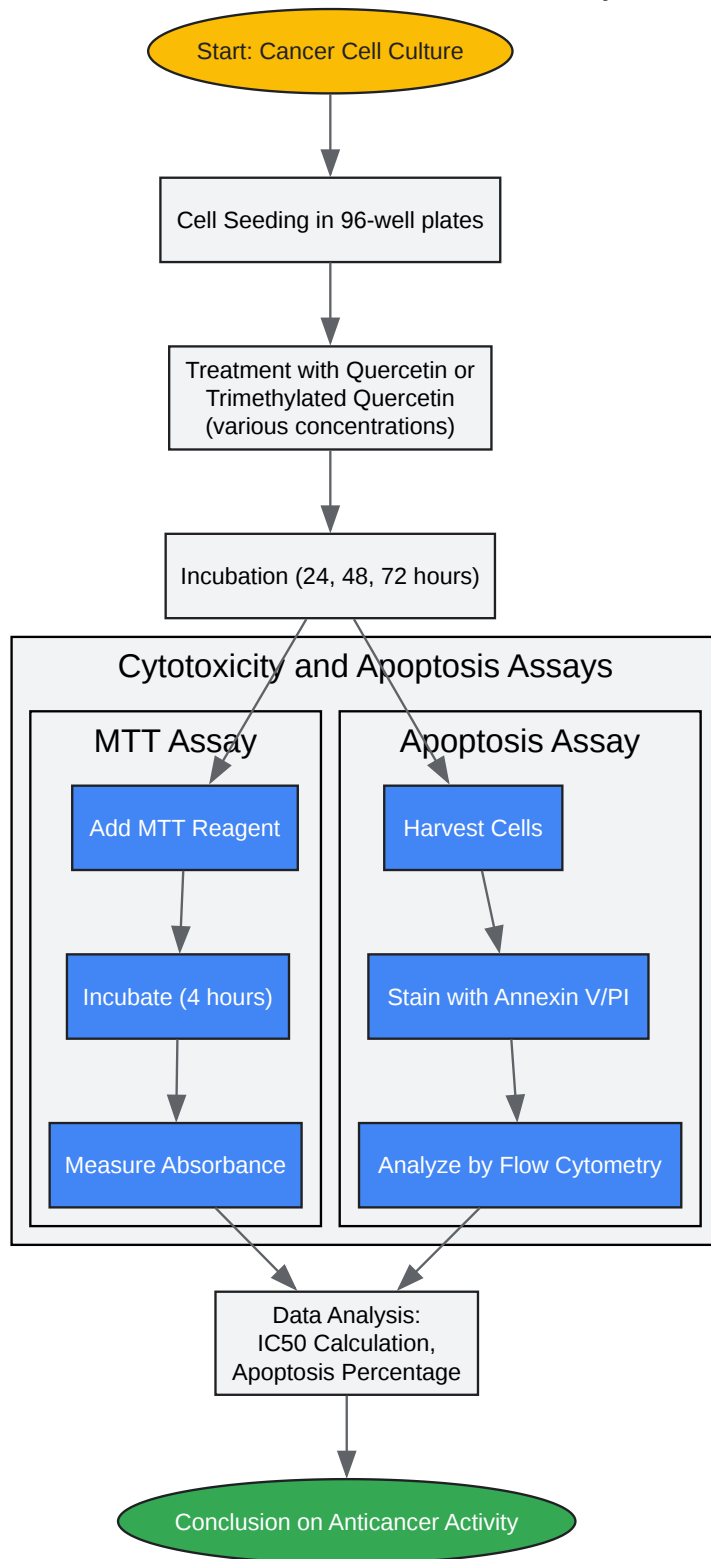 Start: Cancer Cell Culture
Cell Seeding in 96-well plates
Treatment with Quercetin or
Trimethylated Quercetin
(various concentrations)
Incubation (24, 48, 72 hours)
Cytotoxicity and Apoptosis Assays
MTT Assay
Add MTT Reagent
Incubate (4 hours)
Measure Absorbance
Apoptosis Assay
Harvest Cells
Stain with Annexin V/PI
Analyze by Flow Cytometry
Data Analysis:
IC50 Calculation,
Apoptosis Percentage
Conclusion on Anticancer Activity